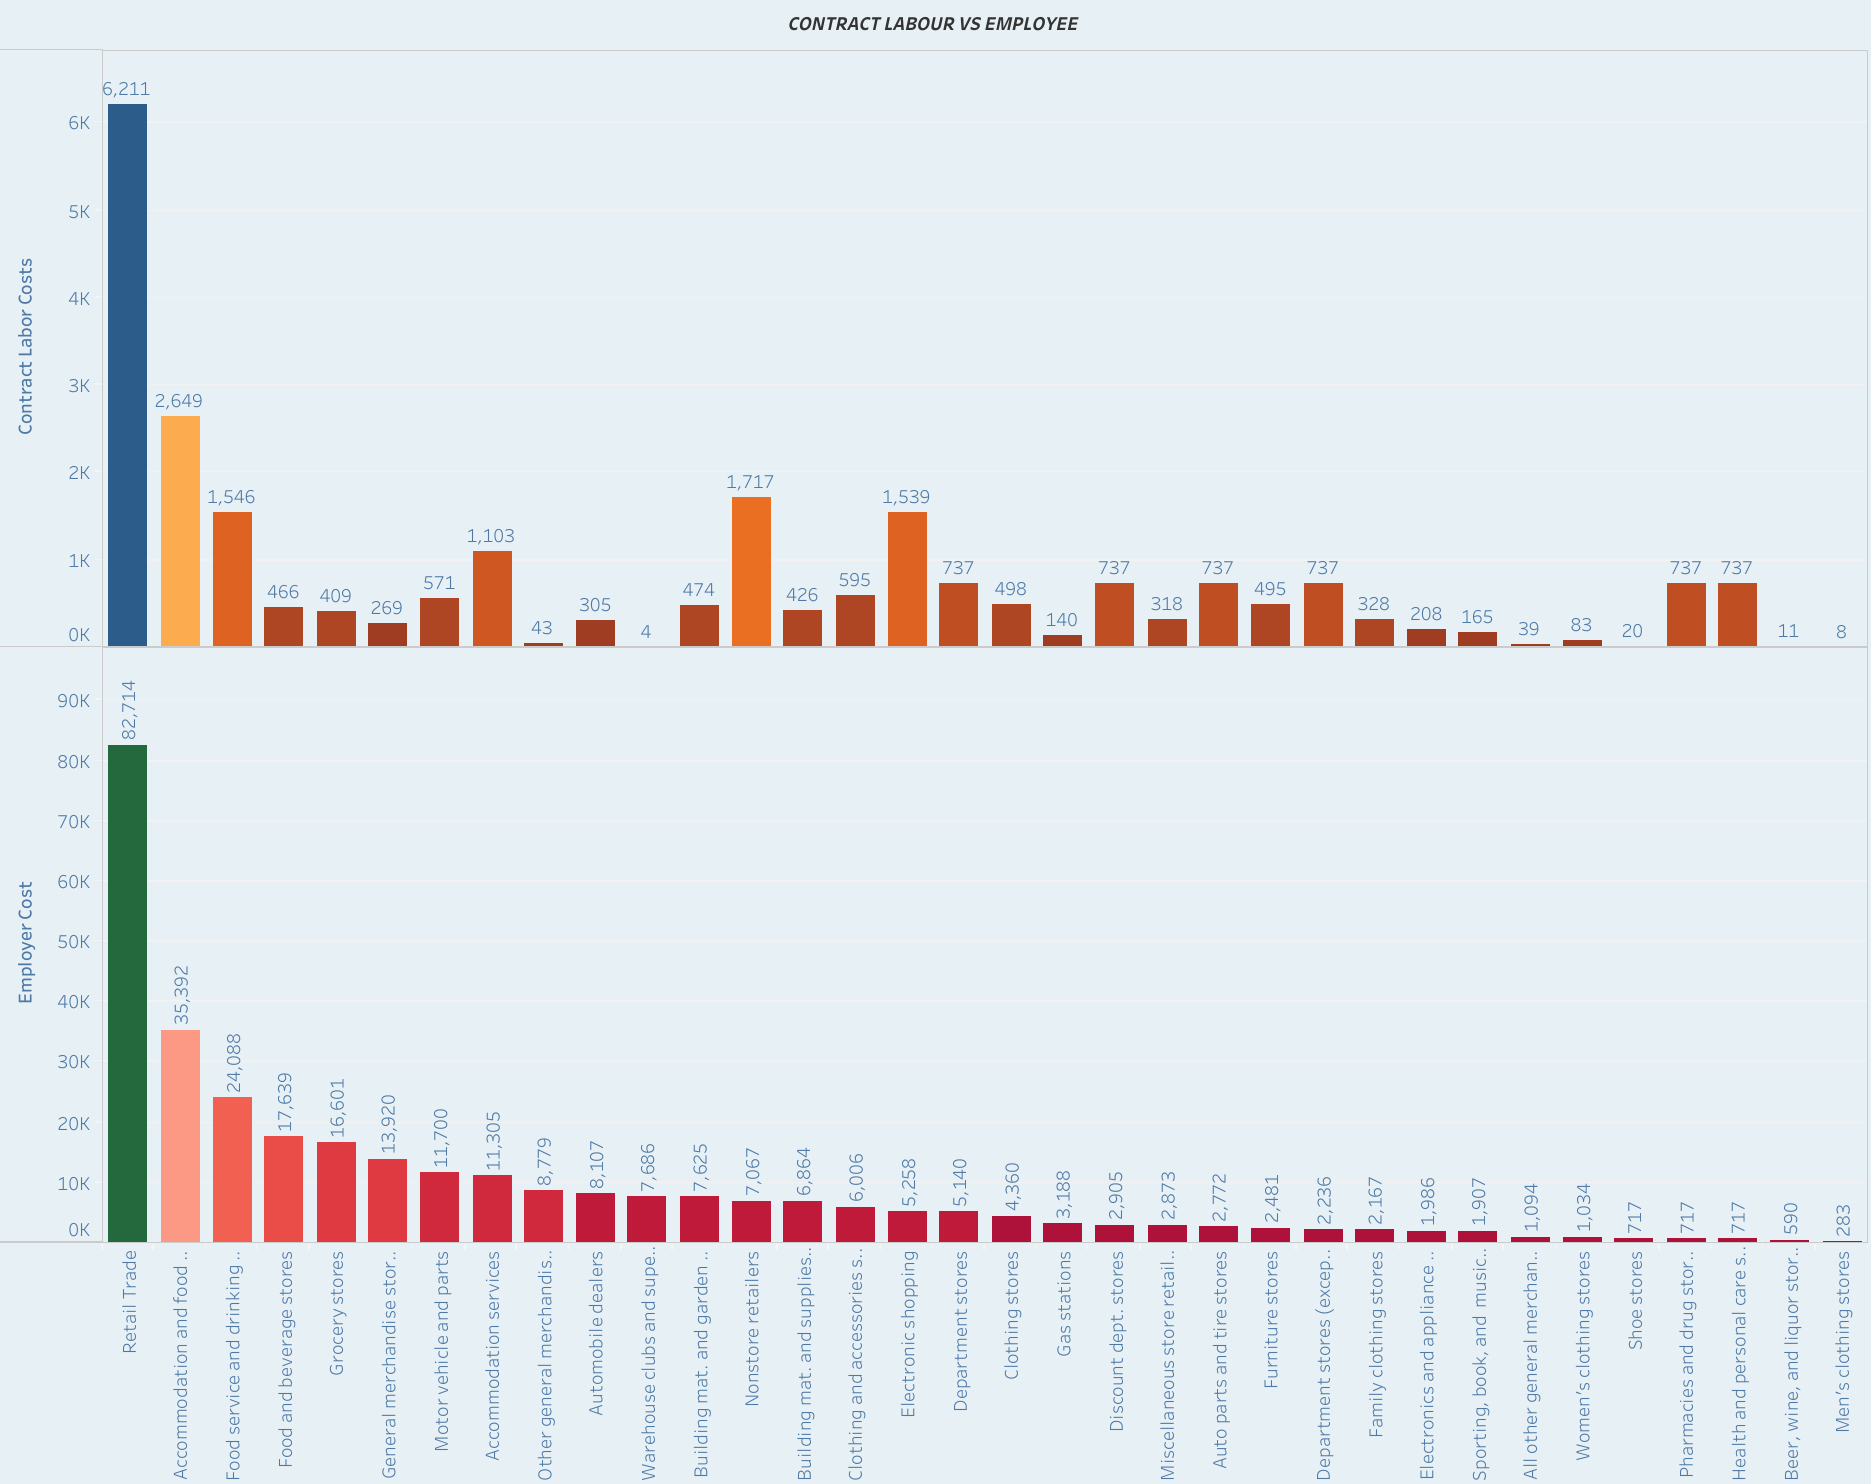 CONTRACT LABOUR VS EMPLOYEE
Contract Labor Costs
6K
5K
4K
3K
2K
1K
0K
6,211
2,649
1,546
466
409
269
571
1,103
43
305
4
474
1,717
426
595
1,539
737
498
140
737
318
737
495
737
328
208
165
39
83
20
737
737
11
8
Employer Cost
90K
80K
70K
60K
50K
40K
30K
20K
10K
0K
82,714
35,392
24,088
17,639
16,601
13,920
11,700
11,305
8,779
8,107
7,686
7,625
7,067
6,864
6,006
5,258
5,140
4,360
3,188
2,905
2,873
2,772
2,481
2,236
2,167
1,986
1,907
1,094
1,034
717
717
717
590
283
Retail Trade
Accommodation and food ..
Food service and drinking ..
Food and beverage stores
Grocery stores
General merchandise stor..
Motor vehicle and parts
Accommodation services
Other general merchandis..
Automobile dealers
Warehouse clubs and supe..
Building mat. and garden ..
Nonstore retailers
Building mat. and supplies..
Clothing and accessories s..
Electronic shopping
Department stores
Clothing stores
Gas stations
Discount dept. stores
Miscellaneous store retail..
Auto parts and tire stores
Furniture stores
Department stores (excep..
Family clothing stores
Electronics and appliance ..
Sporting, book, and music..
All other general merchan..
Women's clothing stores
Shoe stores
Pharmacies and drug stor..
Health and personal care s..
Beer, wine, and liquor stor..
Men's clothing stores